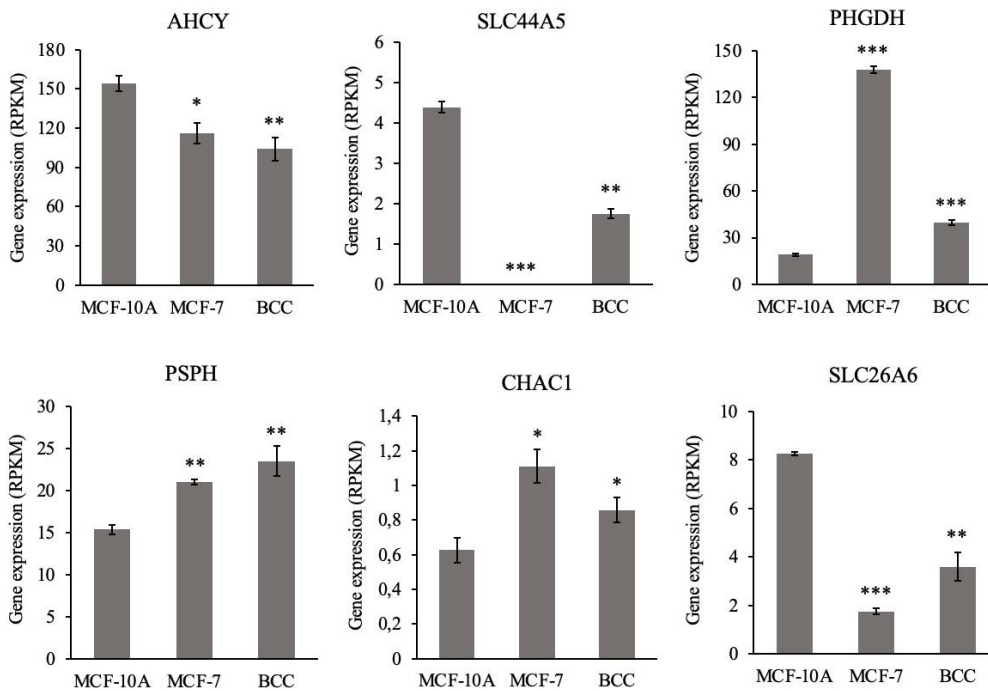 AHCY
Gene expression (RPKM)
180
150
120
90
60
30
0
*
**
MCF-10A MCF-7 BCC
SLC44A5
Gene expression (RPKM)
6
5
4
3
2
1
0
***
**
MCF-10A MCF-7 BCC
PHGDH
Gene expression (RPKM)
150
120
90
60
30
0
***
***
MCF-10A MCF-7 BCC
PSPH
Gene expression (RPKM)
30
25
20
15
10
5
0
**
**
MCF-10A MCF-7 BCC
CHAC1
Gene expression (RPKM)
1,4
1,2
1
0,8
0,6
0,4
0,2
0
*
*
MCF-10A MCF-7 BCC
SLC26A6
Gene expression (RPKM)
10
8
6
4
2
0
***
**
MCF-10A MCF-7 BCC